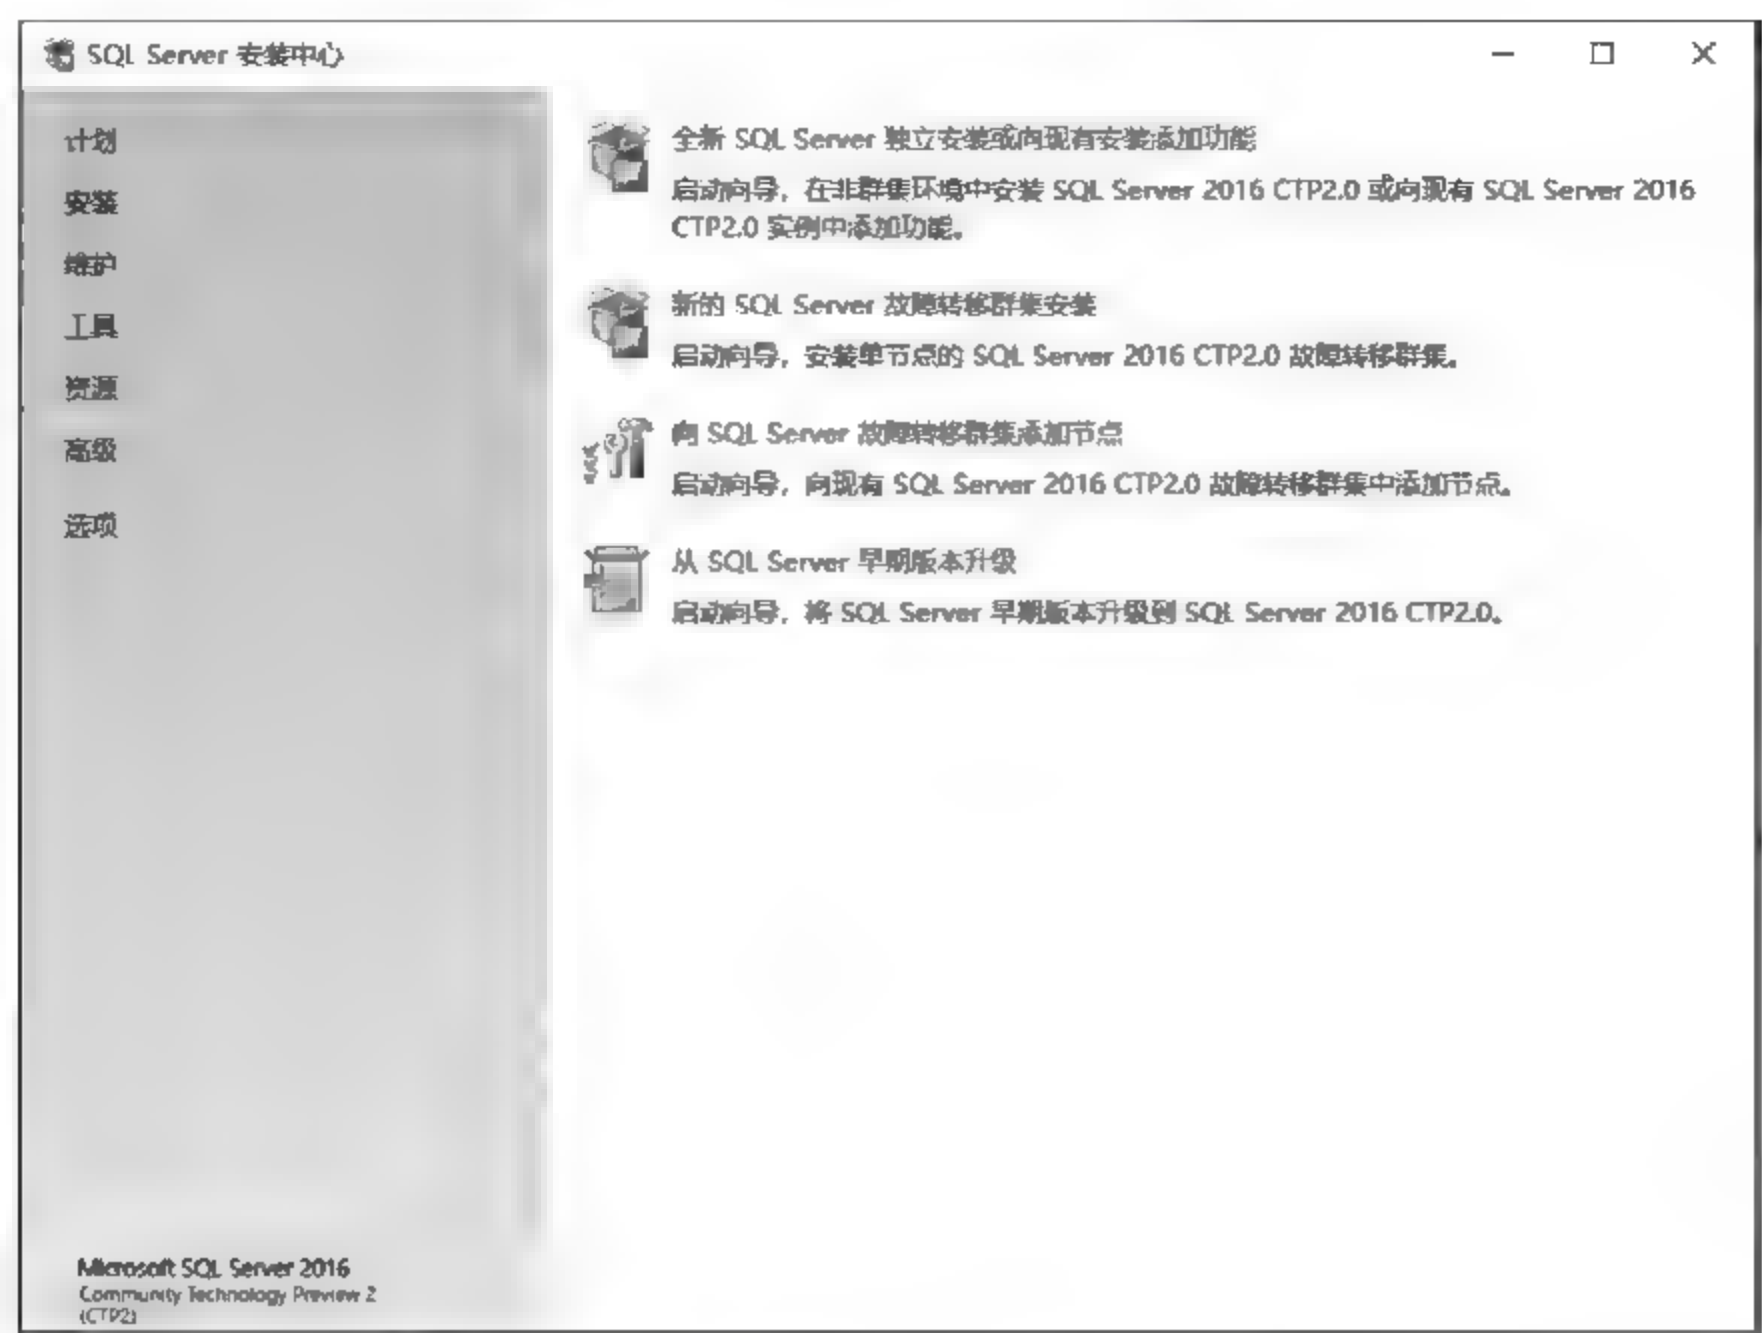 SQL Server 安装中心
计划
安装
维护
工具
资源
高级
选项
全新 SQL Server 独立安装或向现有安装添加功能
启动向导，在非群集环境中安装 SQL Server 2016 CTP2.0 或向现有 SQL Server 2016
CTP2.0 实例中添加功能。
新的 SQL Server 故障转移群集安装
启动向导，安装单节点的 SQL Server 2016 CTP2.0 故障转移群集。
向 SQL Server 故障转移群集添加节点
启动向导，向现有 SQL Server 2016 CTP2.0 故障转移群集中添加节点。
从 SQL Server 早期版本升级
启动向导，将 SQL Server 早期版本升级到 SQL Server 2016 CTP2.0。
Microsoft SQL Server 2016
Community Technology Preview 2
(CTP2)